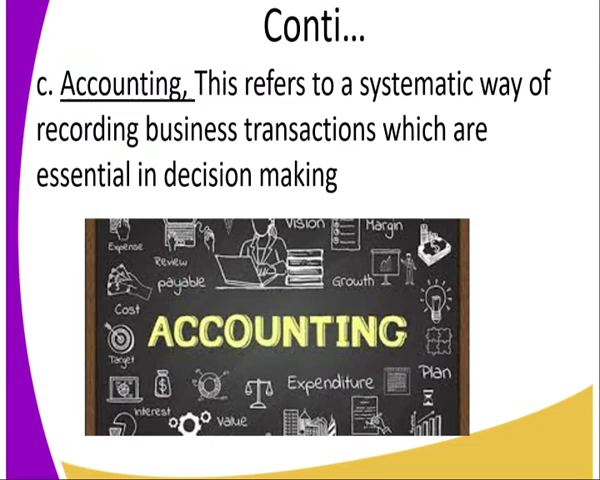 Conti...
c. Accounting, This refers to a systematic way of
recording business transactions which are
essential in decision making
Vision
Margin
Expense
Review
payable
Growth
Cost
ACCOUNTING
Target
Expenditure
Plan
Interest
Value